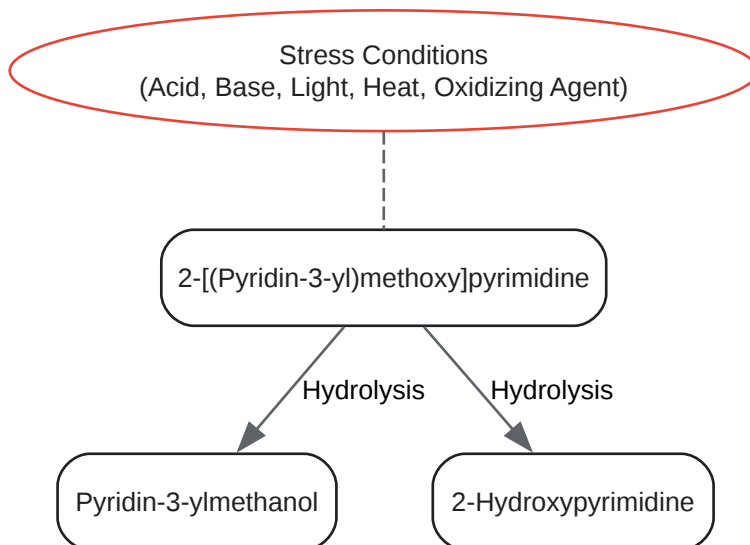 Stress Conditions
(Acid, Base, Light, Heat, Oxidizing Agent)
2-[(Pyridin-3-yl)methoxy]pyrimidine
Hydrolysis
Hydrolysis
Pyridin-3-ylmethanol
2-Hydroxypyrimidine